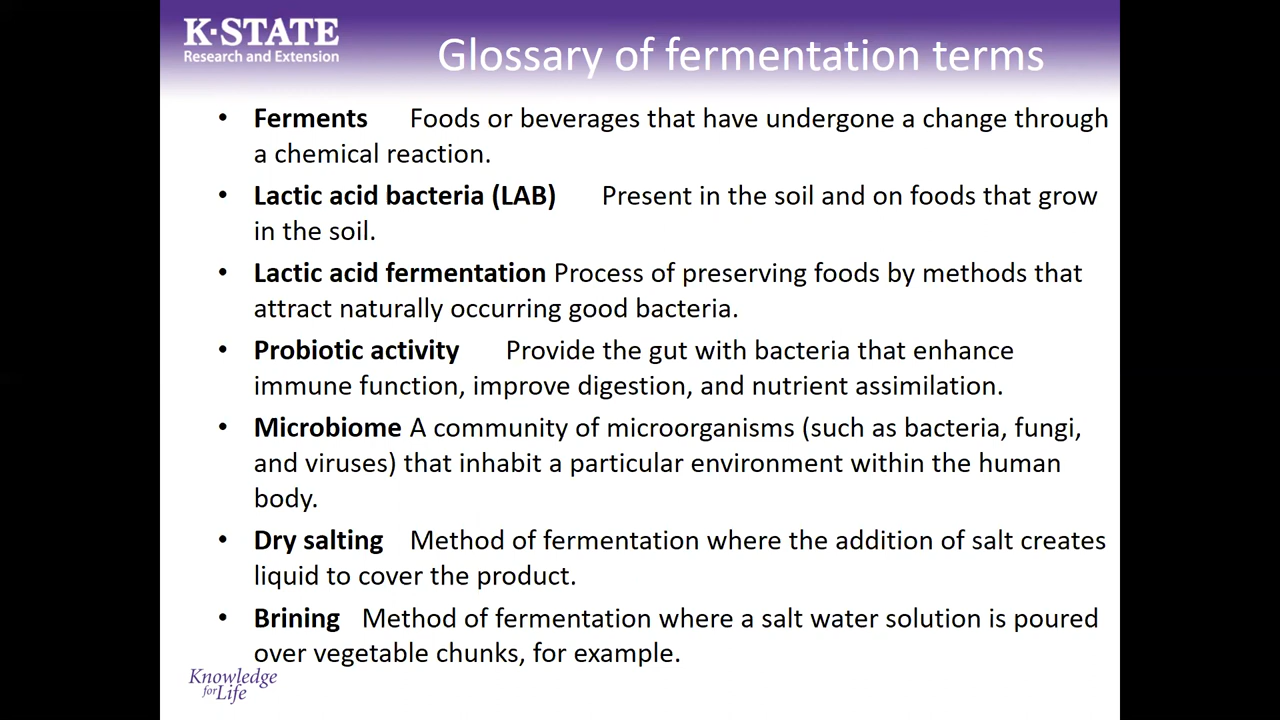 K-STATE
Research and Extension
Glossary of fermentation terms
• Ferments Foods or beverages that have undergone a change through
a chemical reaction.
• Lactic acid bacteria (LAB) Present in the soil and on foods that grow
in the soil.
• Lactic acid fermentation Process of preserving foods by methods that
attract naturally occurring good bacteria.
• Probiotic activity Provide the gut with bacteria that enhance
immune function, improve digestion, and nutrient assimilation.
• Microbiome A community of microorganisms (such as bacteria, fungi,
and viruses) that inhabit a particular environment within the human
body.
• Dry salting Method of fermentation where the addition of salt creates
liquid to cover the product.
• Brining Method of fermentation where a salt water solution is poured
over vegetable chunks, for example.
Knowledge
for Life